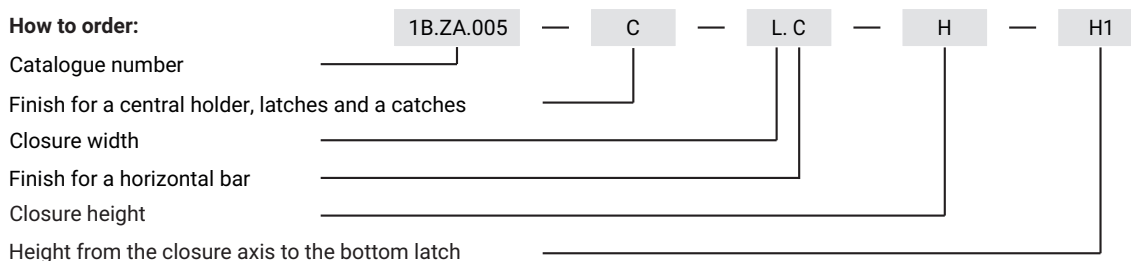 How to order: 1B.ZA.005 — C — L. C — H — H1
Catalogue number
Finish for a central holder, latches and a catches
Closure width
Finish for a horizontal bar
Closure height
Height from the closure axis to the bottom latch